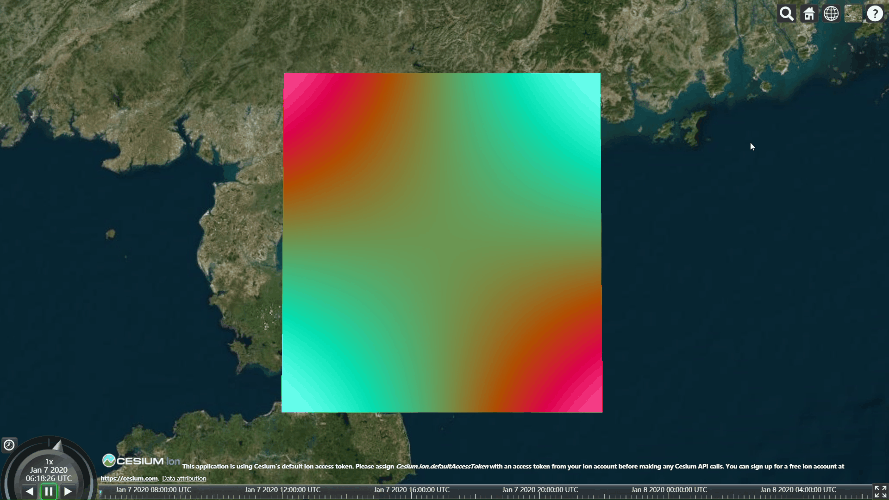 1x
Jan 7 2020
06:18:26 UTC
CESIUM ion This application is using Cesium's default ion access token. Please assign Cesium.Ion.defaultAccessToken with an access token from your ion account before making any Cesium API calls. You can sign up for a free ion account at
https://cesium.com. Data attribution
Jan 7 2020 08:00:00 UTC Jan 7 2020 12:00:00 UTC Jan 7 2020 16:00:00 UTC Jan 7 2020 20:00:00 UTC Jan 8 2020 00:00:00 UTC Jan 8 2020 04:00:00 UTC